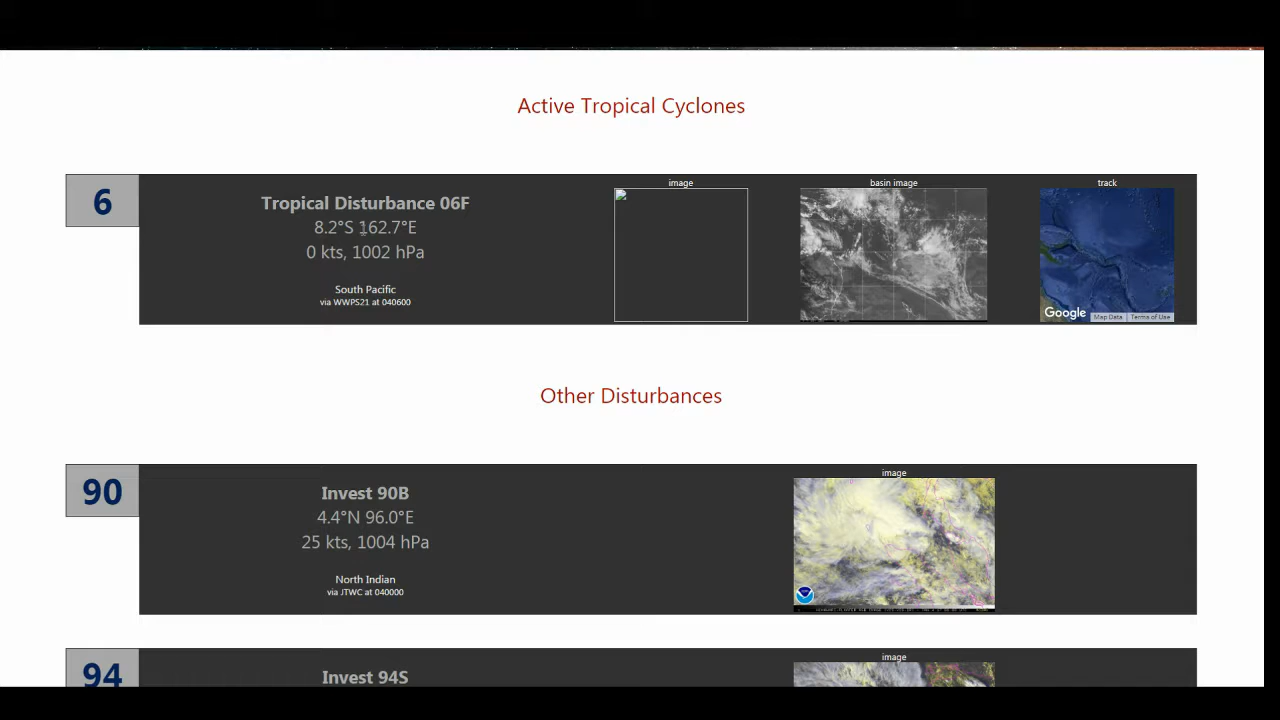 Active Tropical Cyclones
6
Tropical Disturbance 06F
8.2°S 162.7°E
0 kts, 1002 hPa
South Pacific
via WWPS21 at 040600
image
basin image
track
Google
Map Data
Terms of Use
Other Disturbances
90
Invest 90B
4.4°N 96.0°E
25 kts, 1004 hPa
North Indian
via JTWC at 040000
image
94
Invest 94S
image